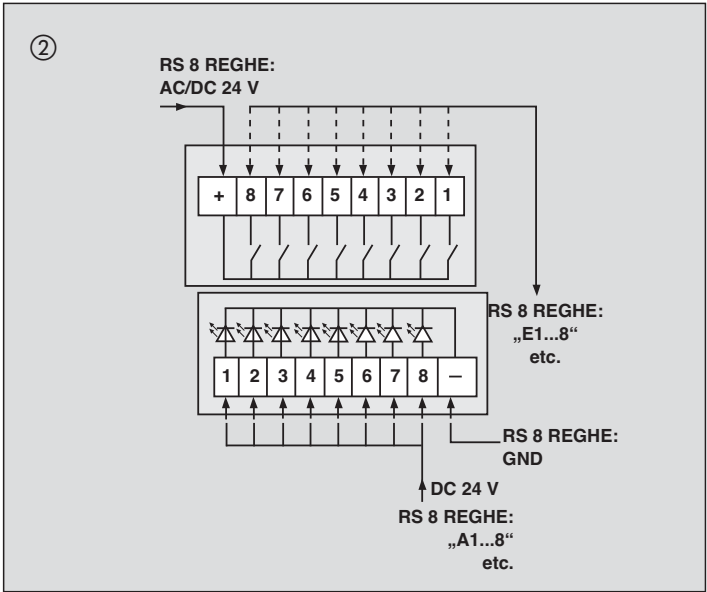 ②
RS 8 REGHE:
AC/DC 24 V
+ 8 7 6 5 4 3 2 1
RS 8 REGHE:
„E1...8“
etc.
1 2 3 4 5 6 7 8 –
RS 8 REGHE:
GND
DC 24 V
RS 8 REGHE:
„A1...8“
etc.